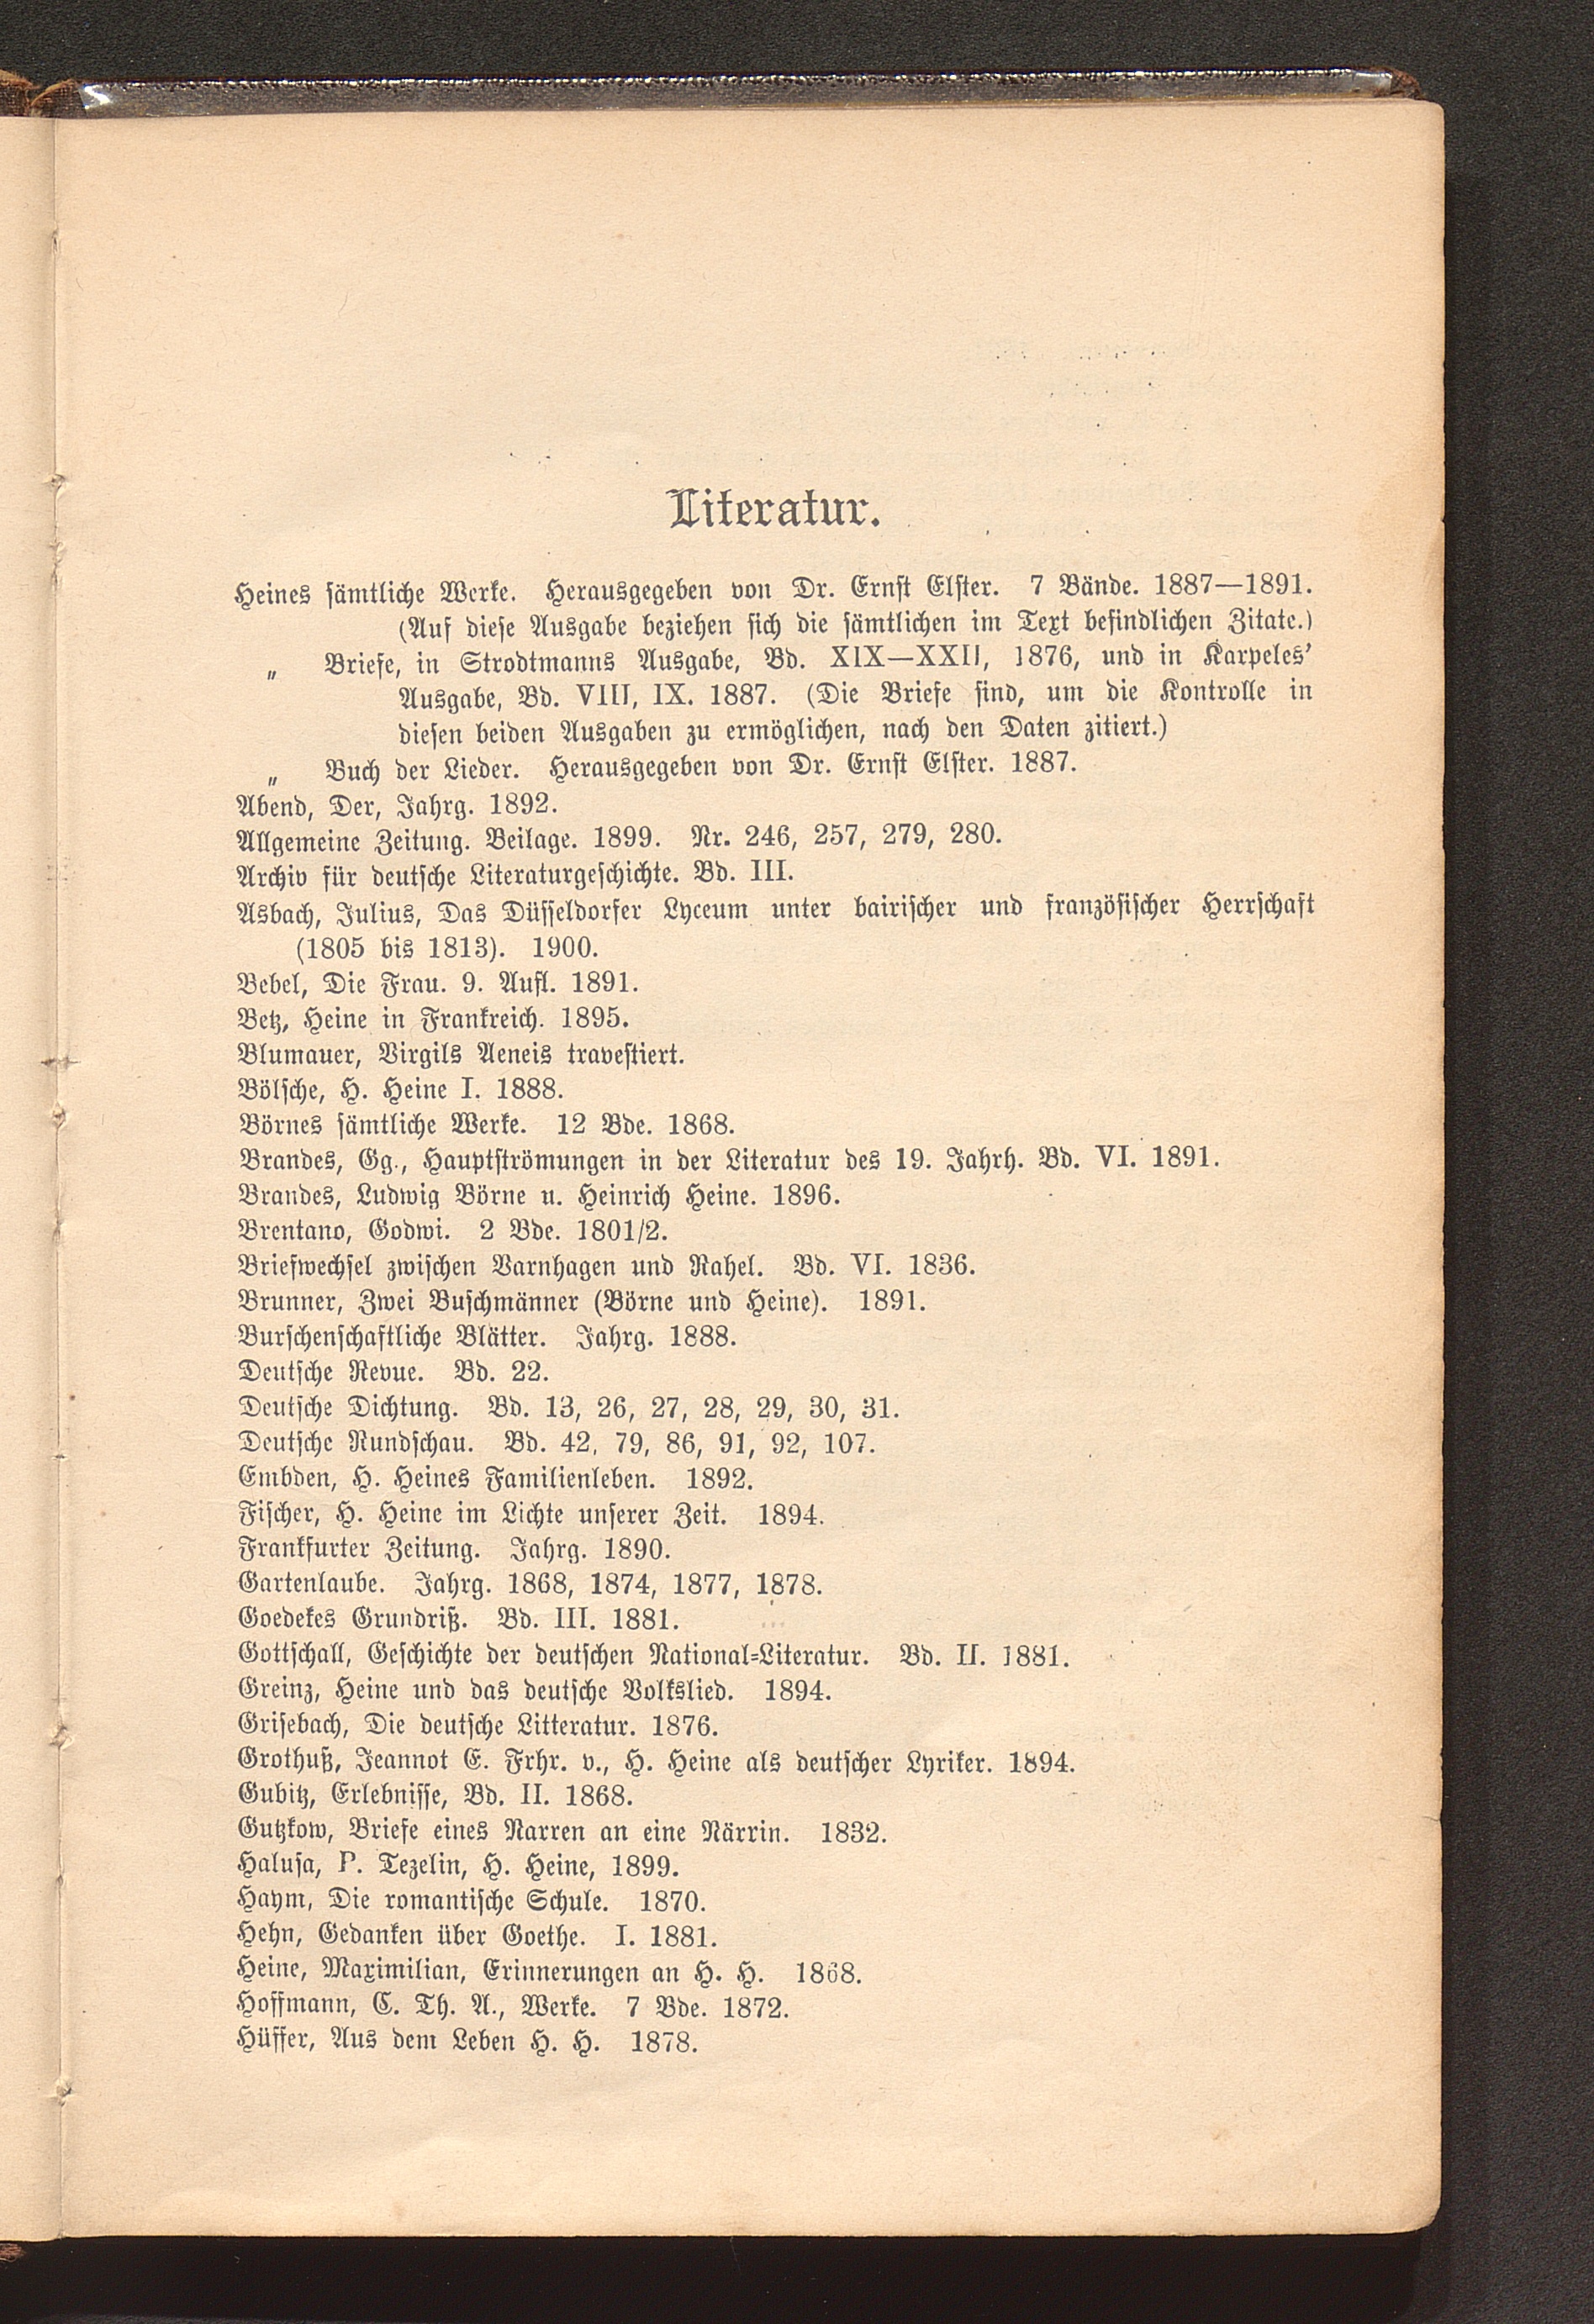 Literatur.
Heines sämtliche Werke. Herausgegeben von Dr. Ernst Elster. 7 Bände. 1887—1891.
(Auf diese Ausgabe beziehen sich die sämtlichen im Text befindlichen Zitate.)
„ Briefe, in Strodtmanns Ausgabe, Bd. XIX—XXII, 1876, und in Karpeles'
Ausgabe, Bd. VIII, IX. 1887. (Die Briefe sind, um die Kontrolle in
diesen beiden Ausgaben zu ermöglichen, nach den Daten zitiert.)
„ Buch der Lieder. Herausgegeben von Dr. Ernst Elster. 1887.
Abend, Der, Jahrg. 1892.
Allgemeine Zeitung. Beilage. 1899. Nr. 246, 257, 279, 280.
Archiv für deutsche Literaturgeschichte. Bd. III.
Asbach, Julius, Das Düsseldorfer Lyceum unter bairischer und französischer Herrschaft
(1805 bis 1813). 1900.
Bebel, Die Frau. 9. Aufl. 1891.
Betz, Heine in Frankreich. 1895.
Blumauer, Virgils Aeneis travestiert.
Bölsche, H. Heine I. 1888.
Börnes sämtliche Werke. 12 Bde. 1868.
Brandes, Gg., Hauptströmungen in der Literatur des 19. Jahrh. Bd. VI. 1891.
Brandes, Ludwig Börne u. Heinrich Heine. 1896.
Brentano, Godwi. 2 Bde. 1801/2.
Briefwechsel zwischen Varnhagen und Rahel. Bd. VI. 1836.
Brunner, Zwei Buschmänner (Börne und Heine). 1891.
Burschenschaftliche Blätter. Jahrg. 1888.
Deutsche Revue. Bd. 22.
Deutsche Dichtung. Bd. 13, 26, 27, 28, 29, 30, 31.
Deutsche Rundschau. Bd. 42, 79, 86, 91, 92, 107.
Embden, H. Heines Familienleben. 1892.
Fischer, H. Heine im Lichte unserer Zeit. 1894.
Frankfurter Zeitung. Jahrg. 1890.
Gartenlaube. Jahrg. 1868, 1874, 1877, 1878.
Goedekes Grundriß. Bd. III. 1881.
Gottschall, Geschichte der deutschen National-Literatur. Bd. II. 1881.
Greinz, Heine und das deutsche Volkslied. 1894.
Grisebach, Die deutsche Litteratur. 1876.
Grothuß, Jeannot E. Frhr. v., H. Heine als deutscher Lyriker. 1894.
Gubitz, Erlebnisse, Bd. II. 1868.
Gutzkow, Briefe eines Narren an eine Närrin. 1832.
Halusa, P. Tezelin, H. Heine, 1899.
Haym, Die romantische Schule. 1870.
Hehn, Gedanken über Goethe. I. 1881.
Heine, Maximilian, Erinnerungen an H. H. 1868.
Hoffmann, E. Th. A., Werke. 7 Bde. 1872.
Hüffer, Aus dem Leben H. H. 1878.